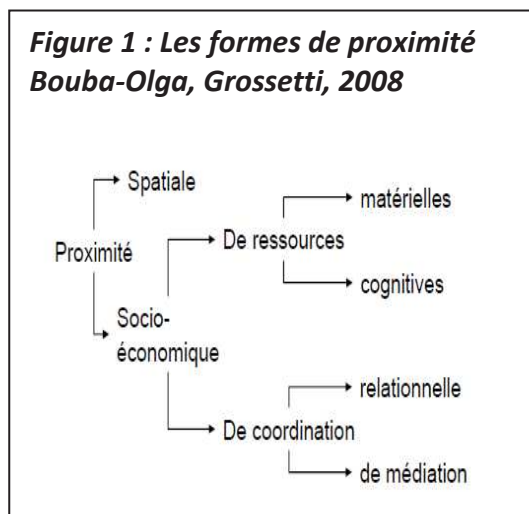 Figure 1 : Les formes de proximité
Bouba-Olga, Grossetti, 2008
Spatiale
Proximité
Socio-
économique
De ressources
matérielles
cognitives
De coordination
relationnelle
de médiation